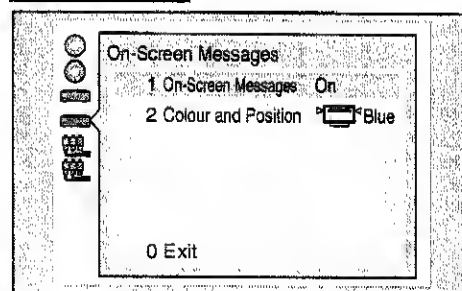 On-Screen Messages
1 On-Screen Messages On
2 Colour and Position Blue
0 Exit